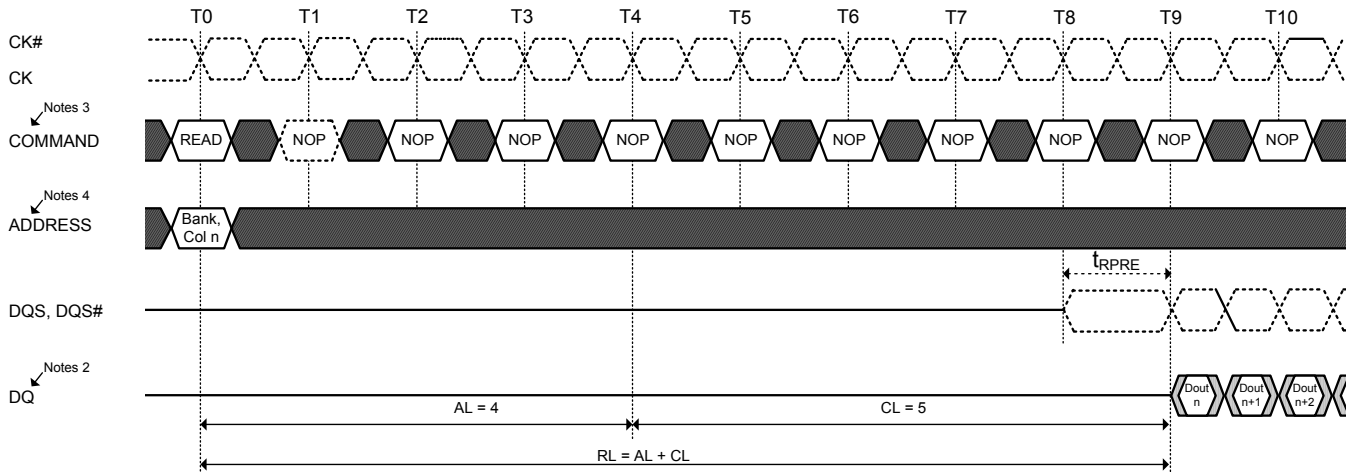 T0 T1 T2 T3 T4 T5 T6 T7 T8 T9 T10
CK#
CK
Notes 3
COMMAND READ NOP NOP NOP NOP NOP NOP NOP NOP NOP NOP
Notes 4
ADDRESS
Bank,
Col n
tRPRE
DQS, DQS#
Notes 2
DQ
Dout Dout Dout
n n+1 n+2
AL = 4 CL = 5
RL = AL + CL